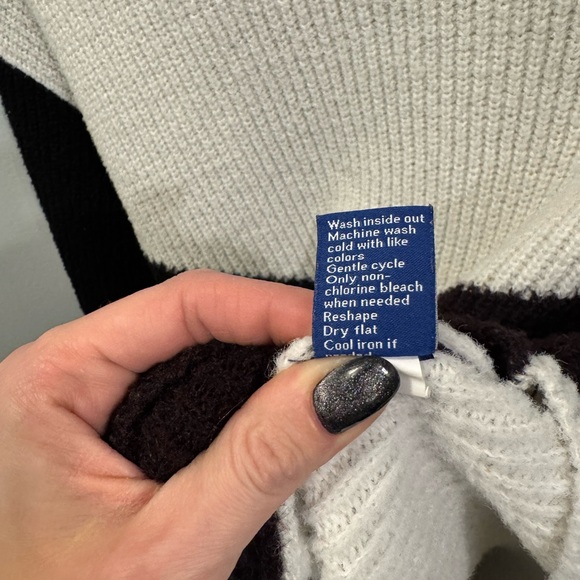 Wash inside out
Machine wash
cold with like
colors
Gentle cycle
Only non-
chlorine bleach
when needed
Reshape
Dry flat
Cool iron if
needed